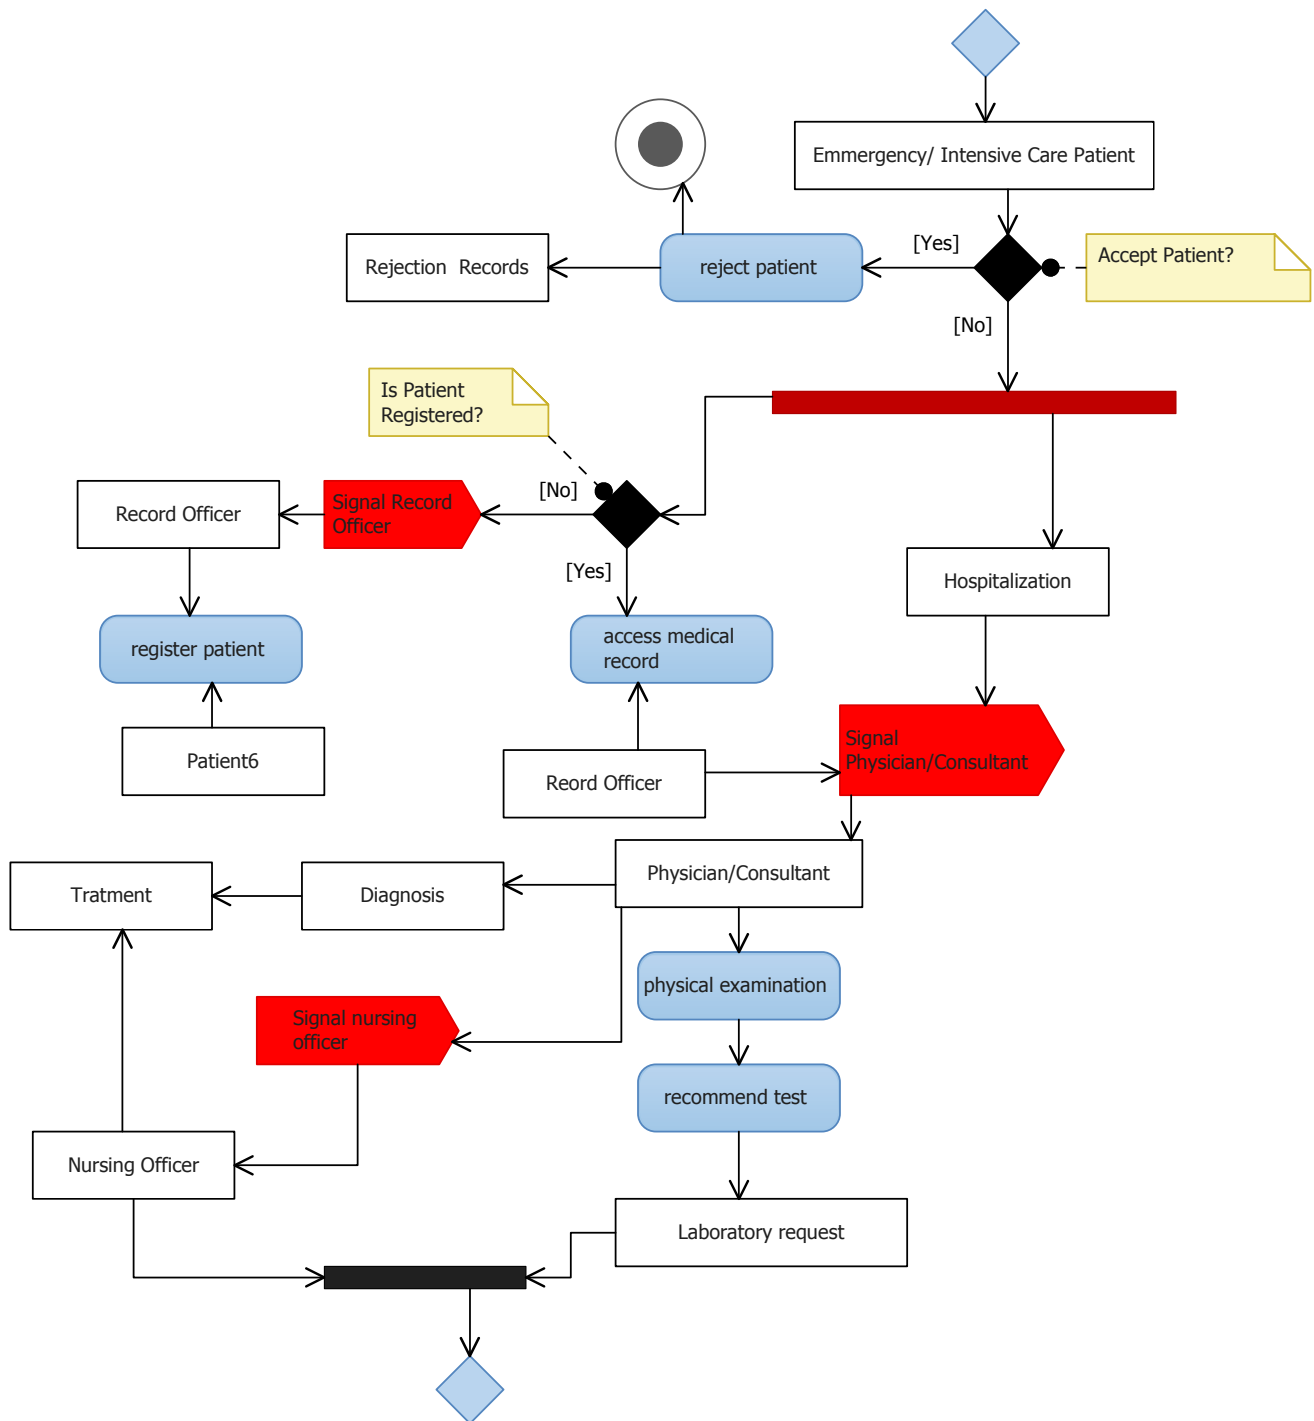 Emmergency/ Intensive Care Patient
[Yes]
Accept Patient?
Rejection  Records
reject patient
[No]
Is Patient
Registered?
[No]
Signal Record
Officer
Record Officer
[Yes]
Hospitalization
register patient
access medical
record
Signal
Physician/Consultant
Patient6
Reord Officer
Physician/Consultant
Tratment
Diagnosis
physical examination
Signal nursing
officer
recommend test
Nursing Officer
Laboratory request